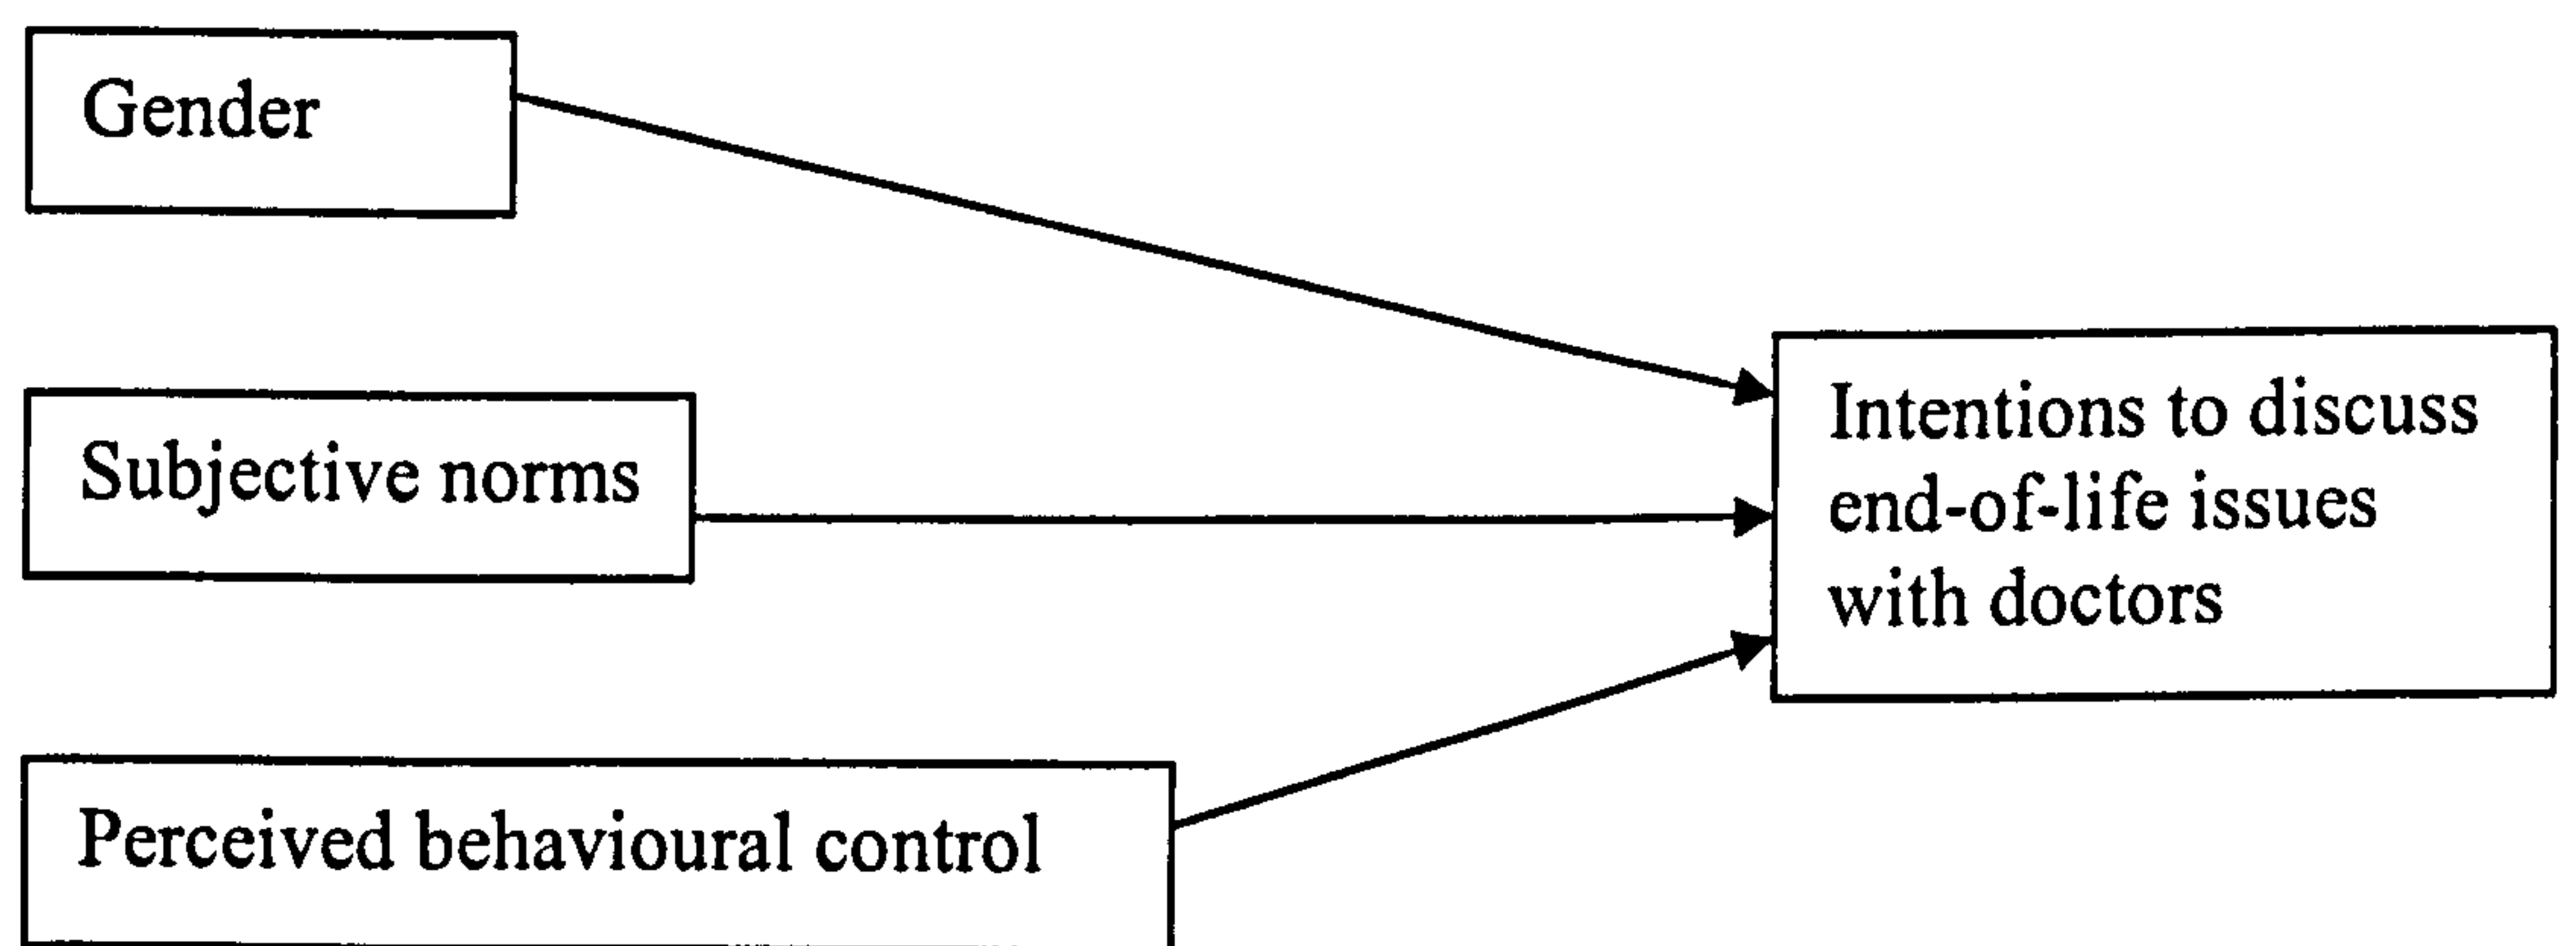 Gender
Subjective norms
Intentions to discuss
end-of-life issues
with doctors
Perceived behavioural control